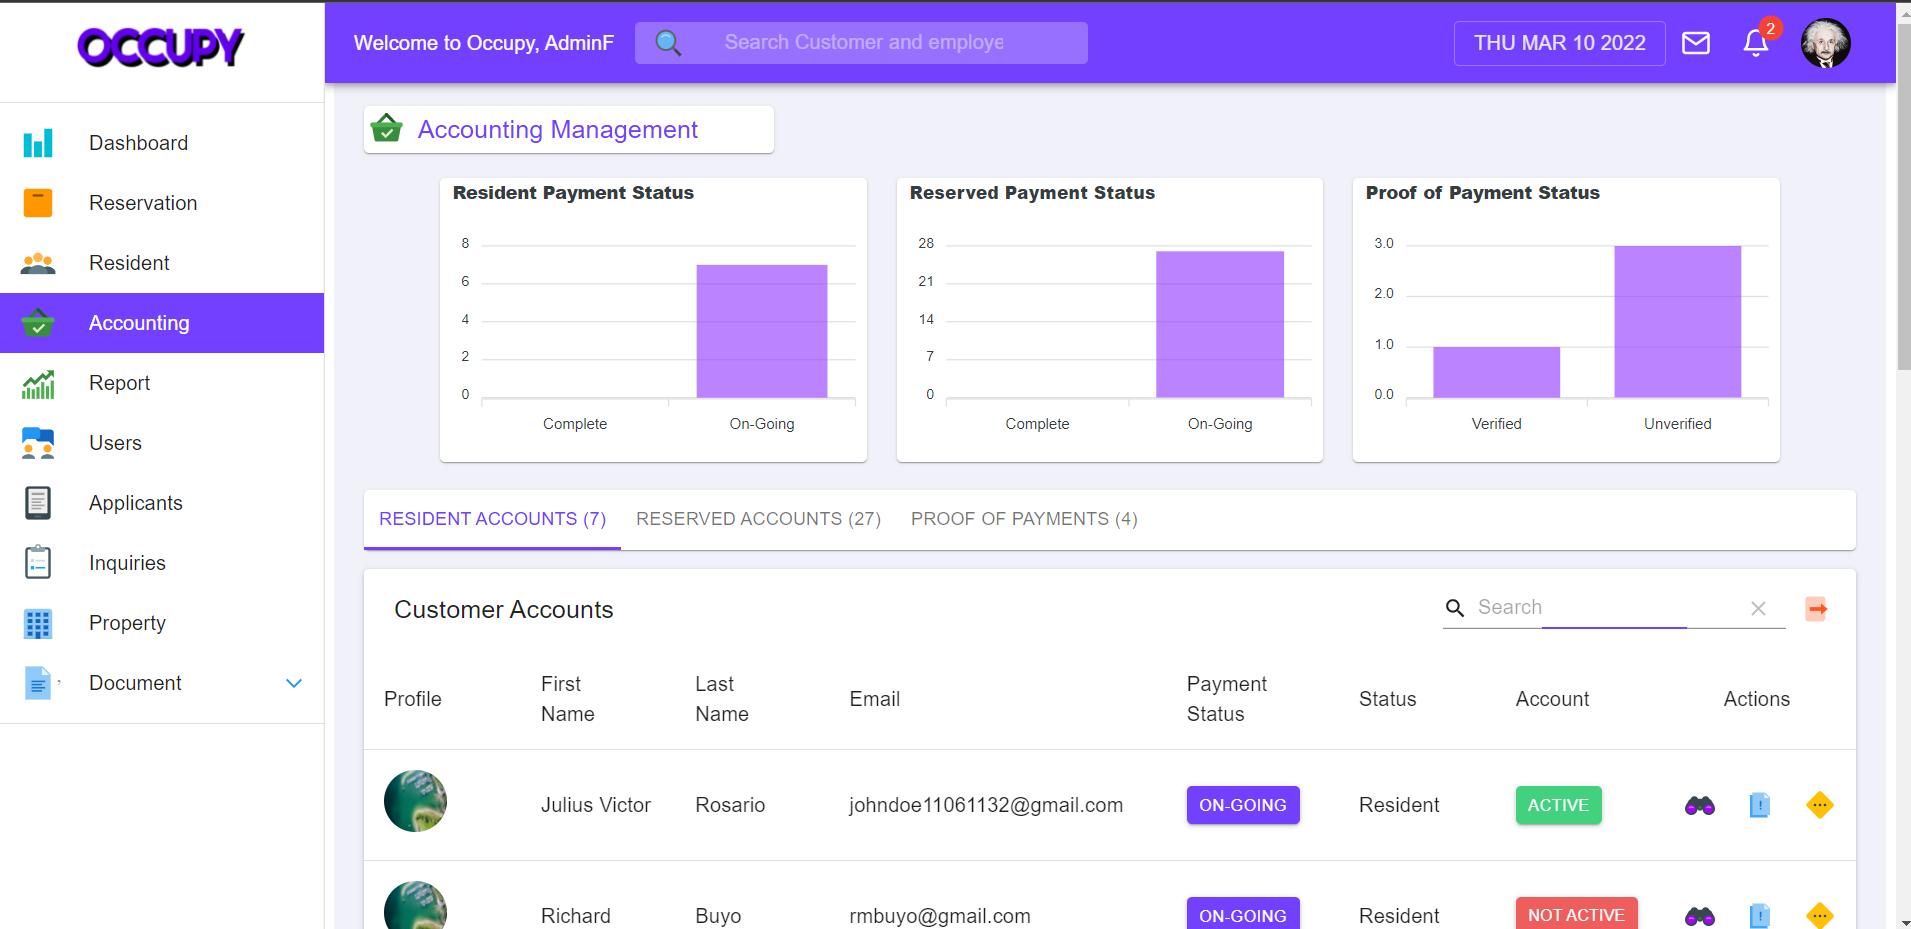 OCCUPY
Welcome to Occupy, AdminF
Search Customer and employe
THU MAR 10 2022
2
Dashboard
Reservation
Resident
Accounting
Report
Users
Applicants
Inquiries
Property
Document
Accounting Management
Resident Payment Status
8
6
4
2
0
Complete On-Going
Reserved Payment Status
28
21
14
7
0
Complete On-Going
Proof of Payment Status
3.0
2.0
1.0
0.0
Verified Unverified
RESIDENT ACCOUNTS (7) RESERVED ACCOUNTS (27) PROOF OF PAYMENTS (4)
Customer Accounts
Search
Profile First Name Last Name Email Payment Status Status Account Actions
Julius Victor Rosario johndoe11061132@gmail.com ON-GOING Resident ACTIVE
Richard Buyo rmbuyo@gmail.com ON-GOING Resident NOT ACTIVE